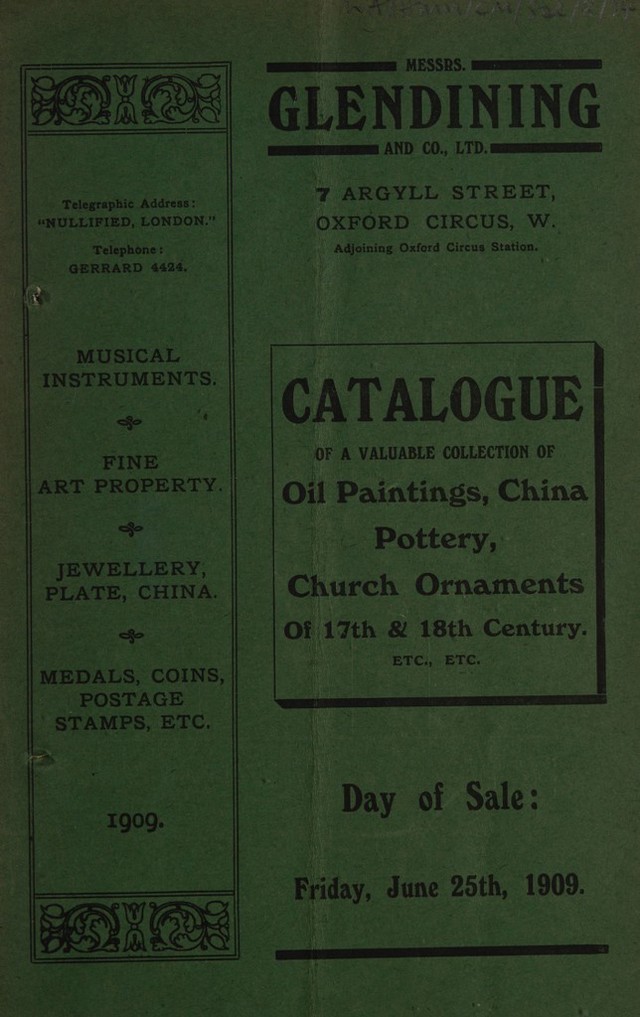 MESSRS.
GLENDINING
AND CO., LTD.
7 ARGYLL STREET,
OXFORD CIRCUS, W.
Adjoining Oxford Circus Station.
Telegraphic Address:
"NULLIFIED, LONDON."
Telephone:
GERRARD 4424.
MUSICAL
INSTRUMENTS.
FINE
ART PROPERTY.
JEWELLERY,
PLATE, CHINA.
MEDALS, COINS,
POSTAGE
STAMPS, ETC.
1909.
CATALOGUE
OF A VALUABLE COLLECTION OF
Oil Paintings, China
Pottery,
Church Ornaments
Of 17th & 18th Century.
ETC., ETC.
Day of Sale:
Friday, June 25th, 1909.